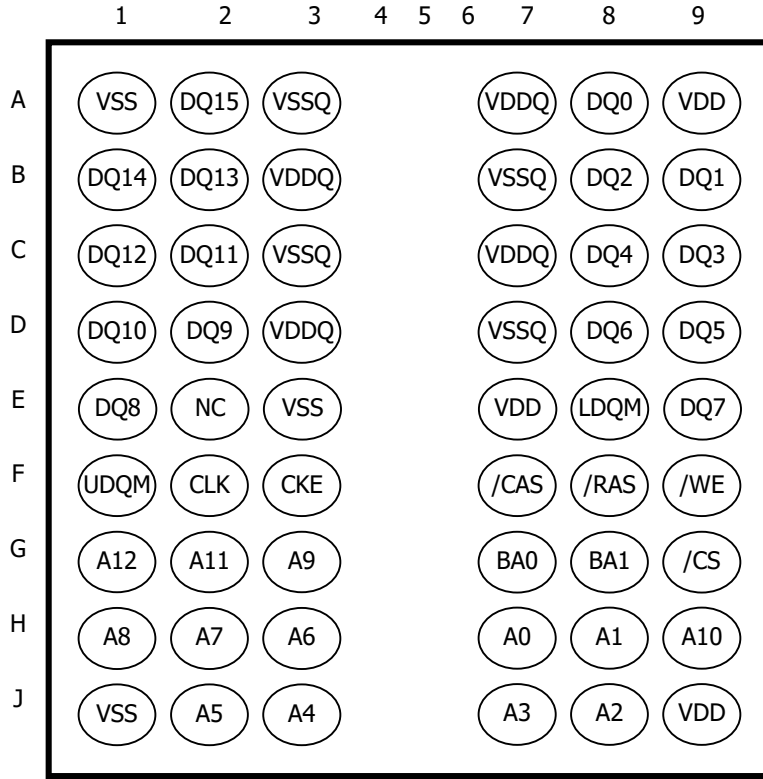 1 2 3 4 5 6 7 8 9
A VSS DQ15 VSSQ VDDQ DQ0 VDD
B DQ14 DQ13 VDDQ VSSQ DQ2 DQ1
C DQ12 DQ11 VSSQ VDDQ DQ4 DQ3
D DQ10 DQ9 VDDQ VSSQ DQ6 DQ5
E DQ8 NC VSS VDD LDQM DQ7
F UDQM CLK CKE /CAS /RAS /WE
G A12 A11 A9 BA0 BA1 /CS
H A8 A7 A6 A0 A1 A10
J VSS A5 A4 A3 A2 VDD